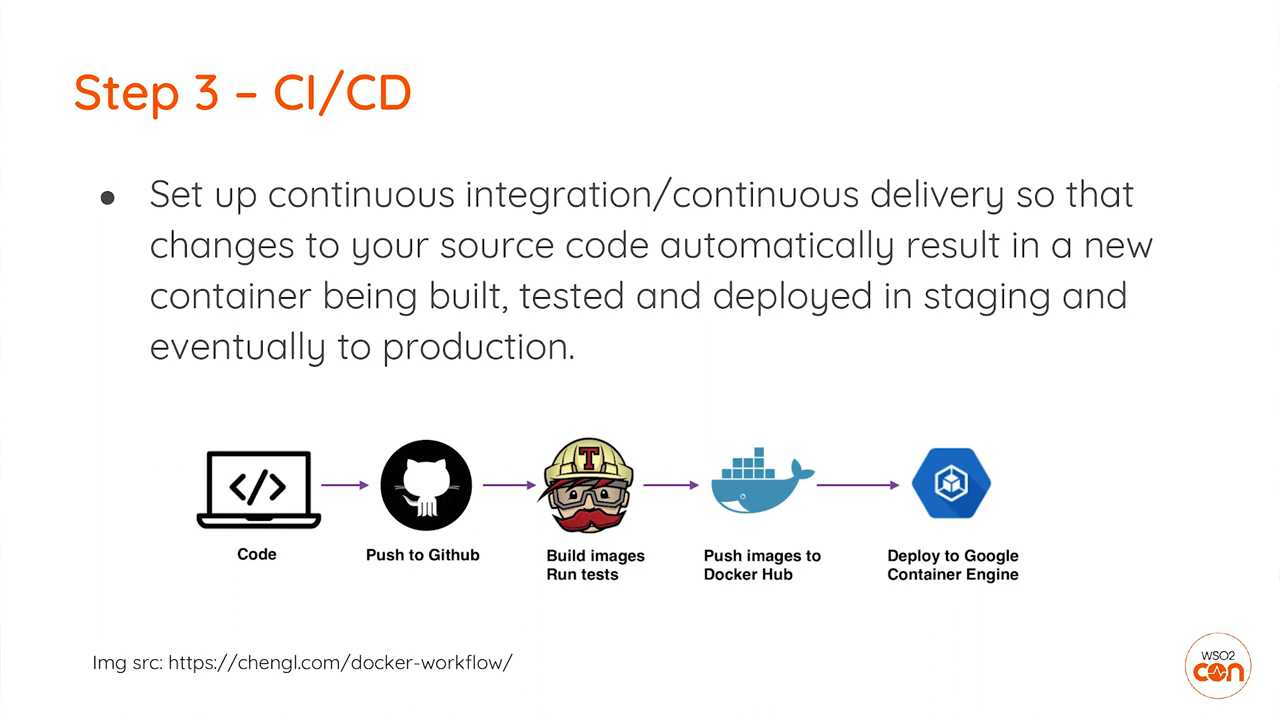 Step 3 – CI/CD
● Set up continuous integration/continuous delivery so that
changes to your source code automatically result in a new
container being built, tested and deployed in staging and
eventually to production.
</>
T
Code
Push to Github
Build images
Run tests
Push images to
Docker Hub
Deploy to Google
Container Engine
Img src: https://chengl.com/docker-workflow/
WSO2
con